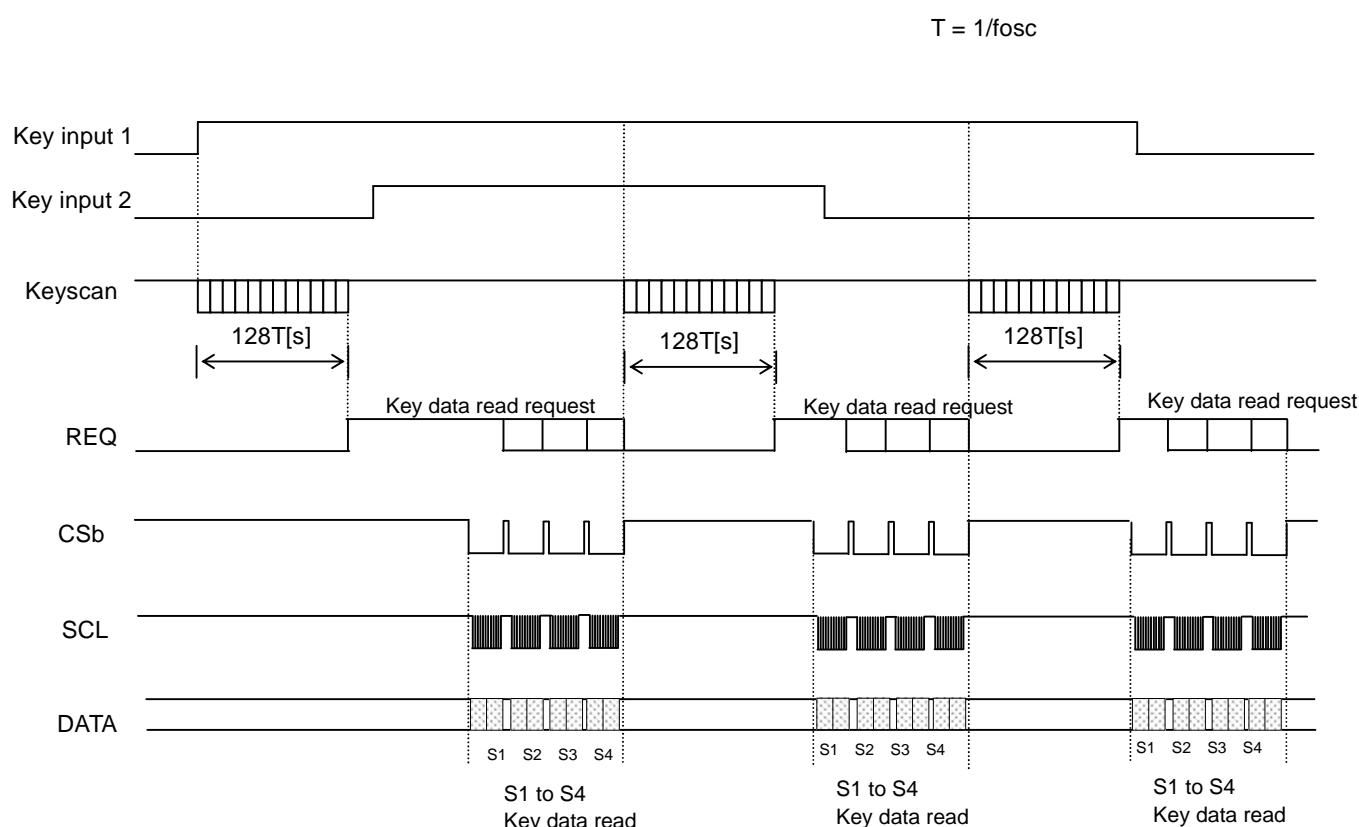 T = 1/fosc
Key input 1
Key input 2
Keyscan
128T[s]
128T[s]
128T[s]
Key data read request
Key data read request
Key data read request
REQ
CSb
SCL
DATA
S1 S2 S3 S4
S1 S2 S3 S4
S1 S2 S3 S4
S1 to S4
Key data read
S1 to S4
Key data read
S1 to S4
Key data read